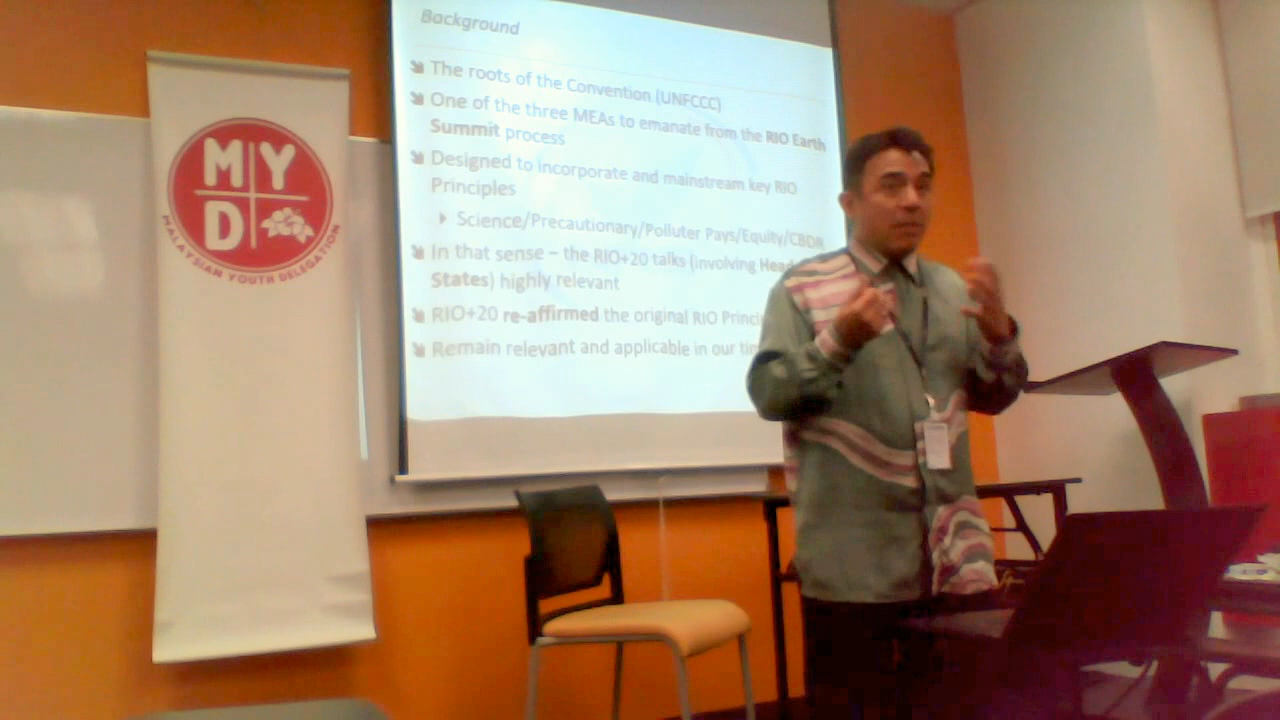 MY
D
MALAYSIAN YOUTH DELEGATION
Background
The roots of the Convention (UNFCCC)
One of the three MEAs to emanate from the RIO Earth
Summit process
Designed to incorporate and mainstream key RIO
Principles
Science/Precautionary/Polluter Pays/Equity/CBDR
In that sense – the RIO+20 talks (involving
States) highly relevant
RIO+20 re-affirmed the original RIO
Remain relevant and applicable in our